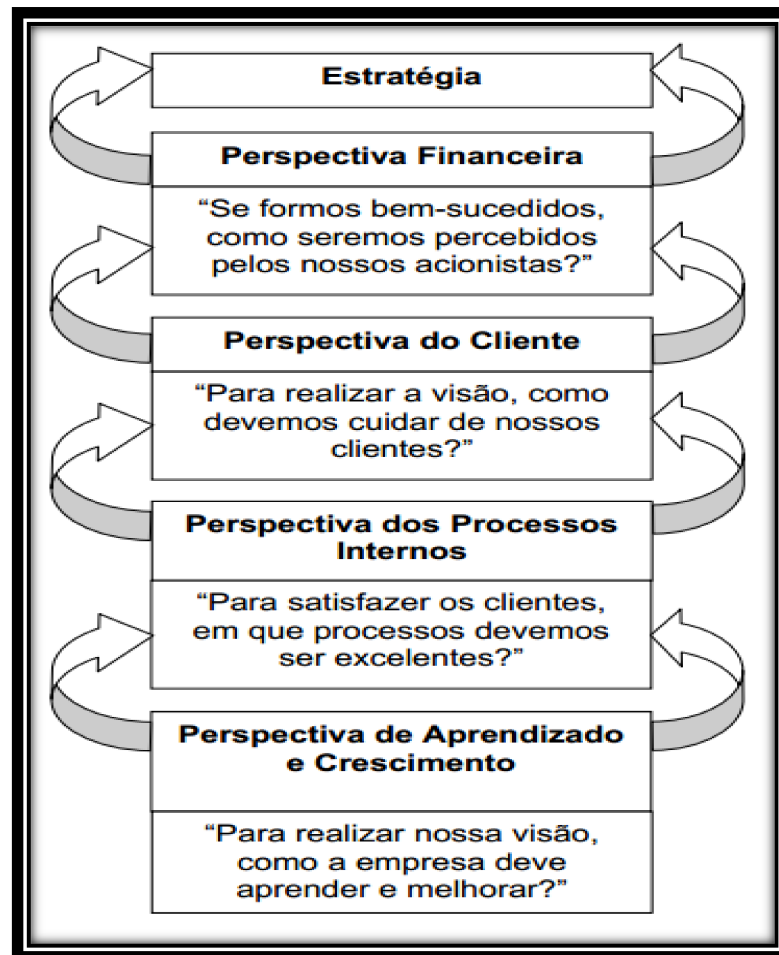 Estratégia
Perspectiva Financeira
“Se formos bem-sucedidos,
como seremos percebidos
pelos nossos acionistas?”
Perspectiva do Cliente
“Para realizar a visão, como
devemos cuidar de nossos
clientes?”
Perspectiva dos Processos
Internos
“Para satisfazer os clientes,
em que processos devemos
ser excelentes?”
Perspectiva de Aprendizado
e Crescimento
“Para realizar nossa visão,
como a empresa deve
aprender e melhorar?”